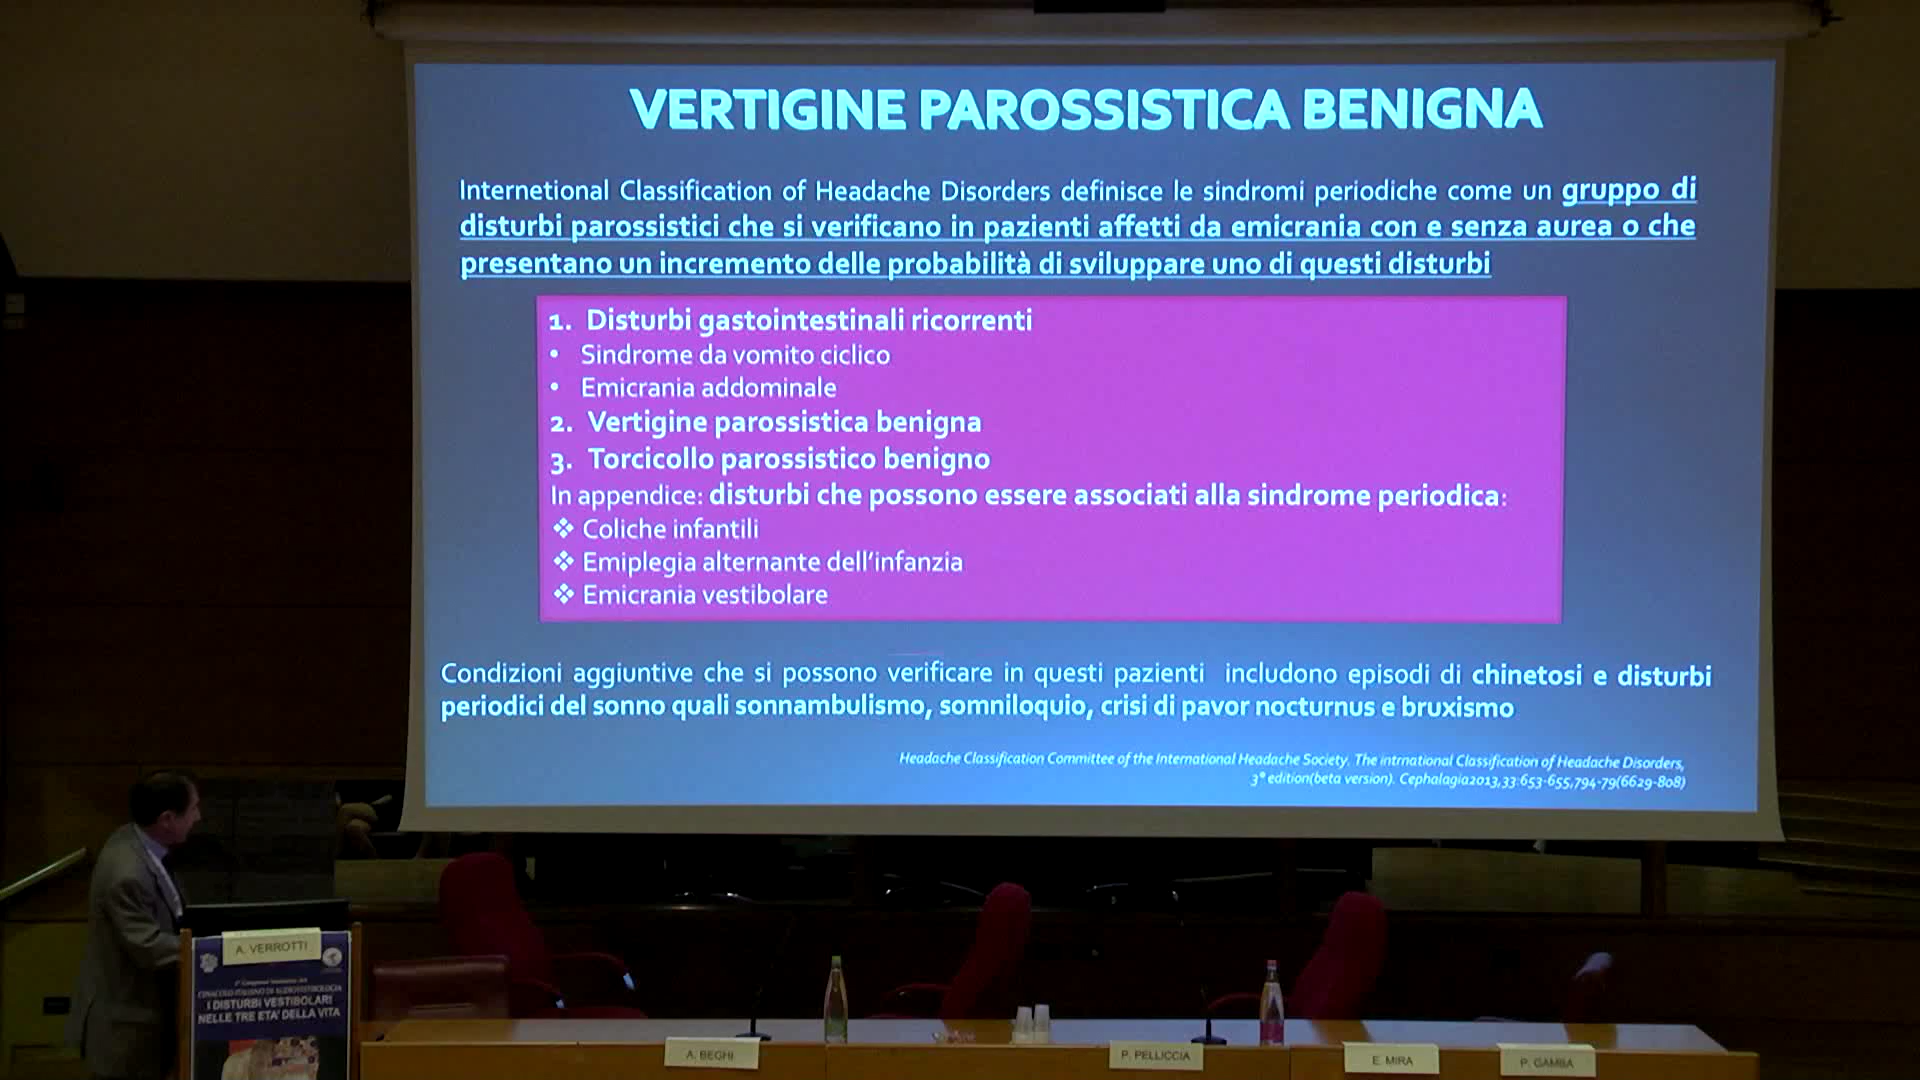 VERTIGINE PAROSSISTICA BENIGNA
Internetional Classification of Headache Disorders definisce le sindromi periodiche come un gruppo di
disturbi parossistici che si verificano in pazienti affetti da emicrania con e senza aurea o che
presentano un incremento delle probabilità di sviluppare uno di questi disturbi
1. Disturbi gastointestinali ricorrenti
• Sindrome da vomito ciclico
• Emicrania addominale
2. Vertigine parossistica benigna
3. Torcicollo parossistico benigno
In appendice: disturbi che possono essere associati alla sindrome periodica:
❖ Coliche infantili
❖ Emiplegia alternante dell'infanzia
❖ Emicrania vestibolare
Condizioni aggiuntive che si possono verificare in questi pazienti includono episodi di chinetosi e disturbi
periodici del sonno quali sonnambulismo, somniloquio, crisi di pavor nocturnus e bruxismo
Headache Classification Committee of the International Headache Society. The intrnational Classification of Headache Disorders,
3° edition(beta version). Cephalagia2013,33:653-655,794-79(6629-808)
A. VERROTTI
CENACOLO ITALIANO DI AUDIOVESTIBOLOGIA
I DISTURBI VESTIBOLARI
NELLE TRE ETA' DELLA VITA
A. BEGHI
P. PELLICCIA
E. MIRA
P. GAMBA